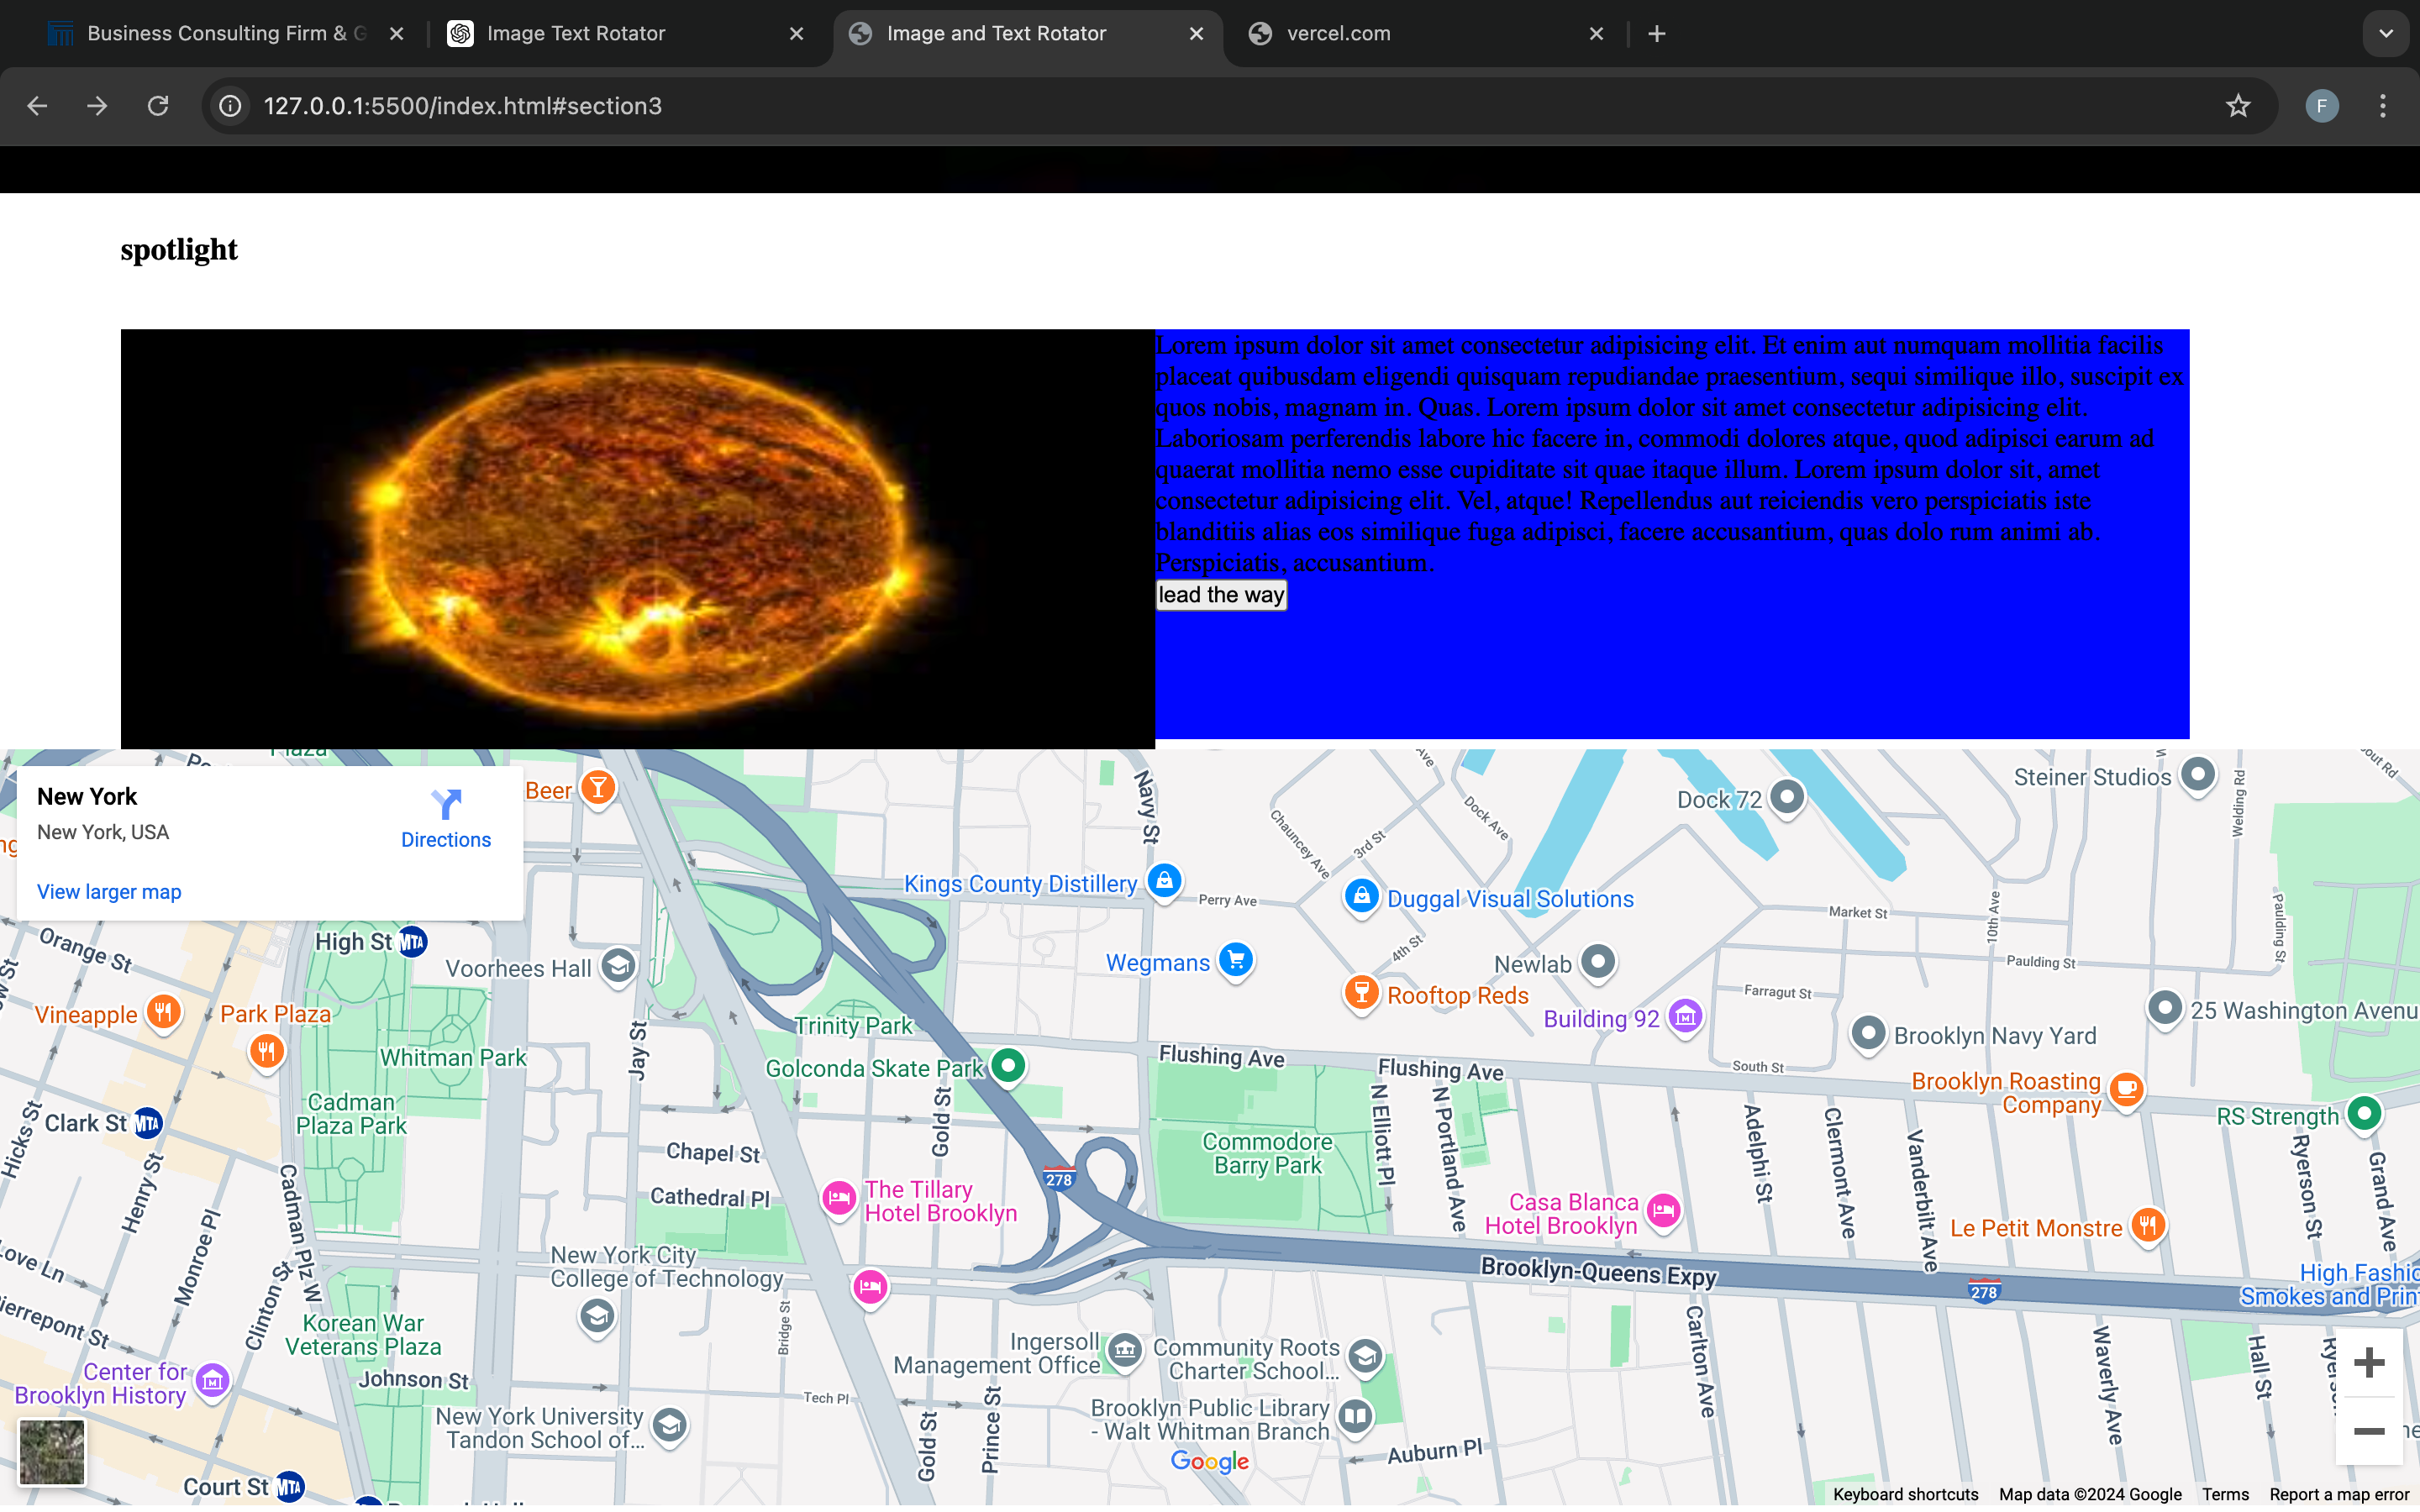 Business Consulting Firm & G
Image Text Rotator
Image and Text Rotator
vercel.com
127.0.0.1:5500/index.html#section3
F
spotlight
Lorem ipsum dolor sit amet consectetur adipisicing elit. Et enim aut numquam mollitia facilis
placeat quibusdam eligendi quisquam repudiandae praesentium, sequi similique illo, suscipit ex
quos nobis, magnam in. Quas. Lorem ipsum dolor sit amet consectetur adipisicing elit.
Laboriosam perferendis labore hic facere in, commodi dolores atque, quod adipisci earum ad
quaerat mollitia nemo esse cupiditate sit quae itaque illum. Lorem ipsum dolor sit, amet
consectetur adipisicing elit. Vel, atque! Repellendus aut reiciendis vero perspiciatis iste
blanditiis alias eos similique fuga adipisci, facere accusantium, quas dolo rum animi ab.
Perspiciatis, accusantium.
lead the way
New York
New York, USA
Directions
View larger map
Plaza
Beer
Navy St
Chauncey Ave
3rd St
Dock Ave
Ave
Dock 72
Steiner Studios
Welding Rd
out Rd
Kings County Distillery
Perry Ave
Duggal Visual Solutions
Market St
10th Ave
Paulding St
Orange St
High St
MTA
Voorhees Hall
Wegmans
4th St
Newlab
Paulding St
Vineapple
Park Plaza
Trinity Park
Rooftop Reds
Building 92
Farragut St
25 Washington Avenu
Whitman Park
Jay St
Golconda Skate Park
Flushing Ave
Flushing Ave
South St
Brooklyn Navy Yard
Brooklyn Roasting
Company
RS Strength
Hicks St
Clark St
MTA
Cadman
Plaza Park
Henry St
Monroe Pl
Cadman Plz W
Chapel St
Cathedral Pl
Gold St
The Tillary
Hotel Brooklyn
278
Commodore
Barry Park
N Elliott Pl
N Portland Ave
Adelphi St
Clermont Ave
Vanderbilt Ave
Ryerson St
Grand Ave
Casa Blanca
Hotel Brooklyn
Le Petit Monstre
Love Ln
ierrepont St
Clinton St
New York City
College of Technology
Brooklyn-Queens Expy
278
High Fashio
Smokes and Print
Korean War
Veterans Plaza
Bridge St
Ingersoll
Management Office
Community Roots
Charter School...
Carlton Ave
Waverly Ave
Hall St
Center for
Brooklyn History
Johnson St
Tech Pl
Gold St
Prince St
New York University
Tandon School of...
Brooklyn Public Library
- Walt Whitman Branch
Auburn Pl
Court St
MTA
Google
Keyboard shortcuts
Map data ©2024 Google
Terms
Report a map error